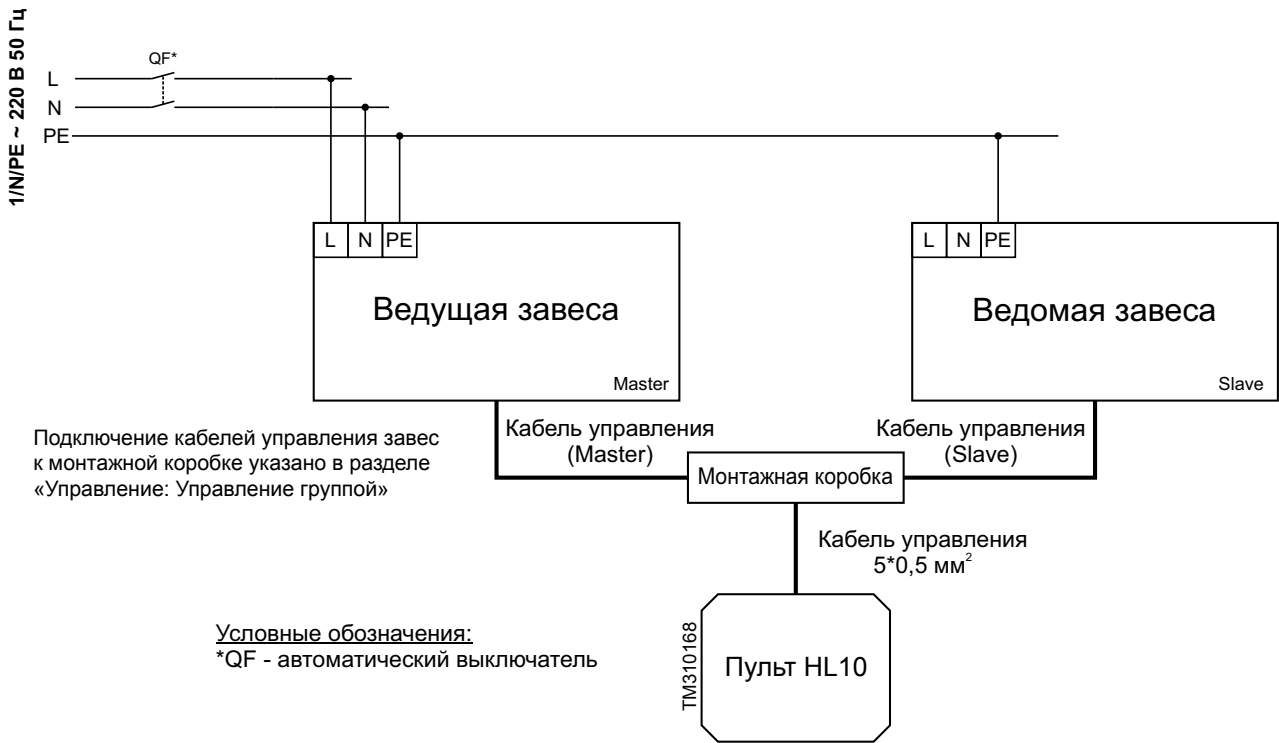 1/N/PE ~ 220 В 50 Гц
QF*
L
N
PE
L N PE
Ведущая завеса
Master
L N PE
Ведомая завеса
Slave
Подключение кабелей управления завес
к монтажной коробке указано в разделе
«Управление: Управление группой»
Кабель управления
(Master)
Кабель управления
(Slave)
Монтажная коробка
Кабель управления
5*0,5 мм²
Условные обозначения:
*QF - автоматический выключатель
TM310168
Пульт HL10